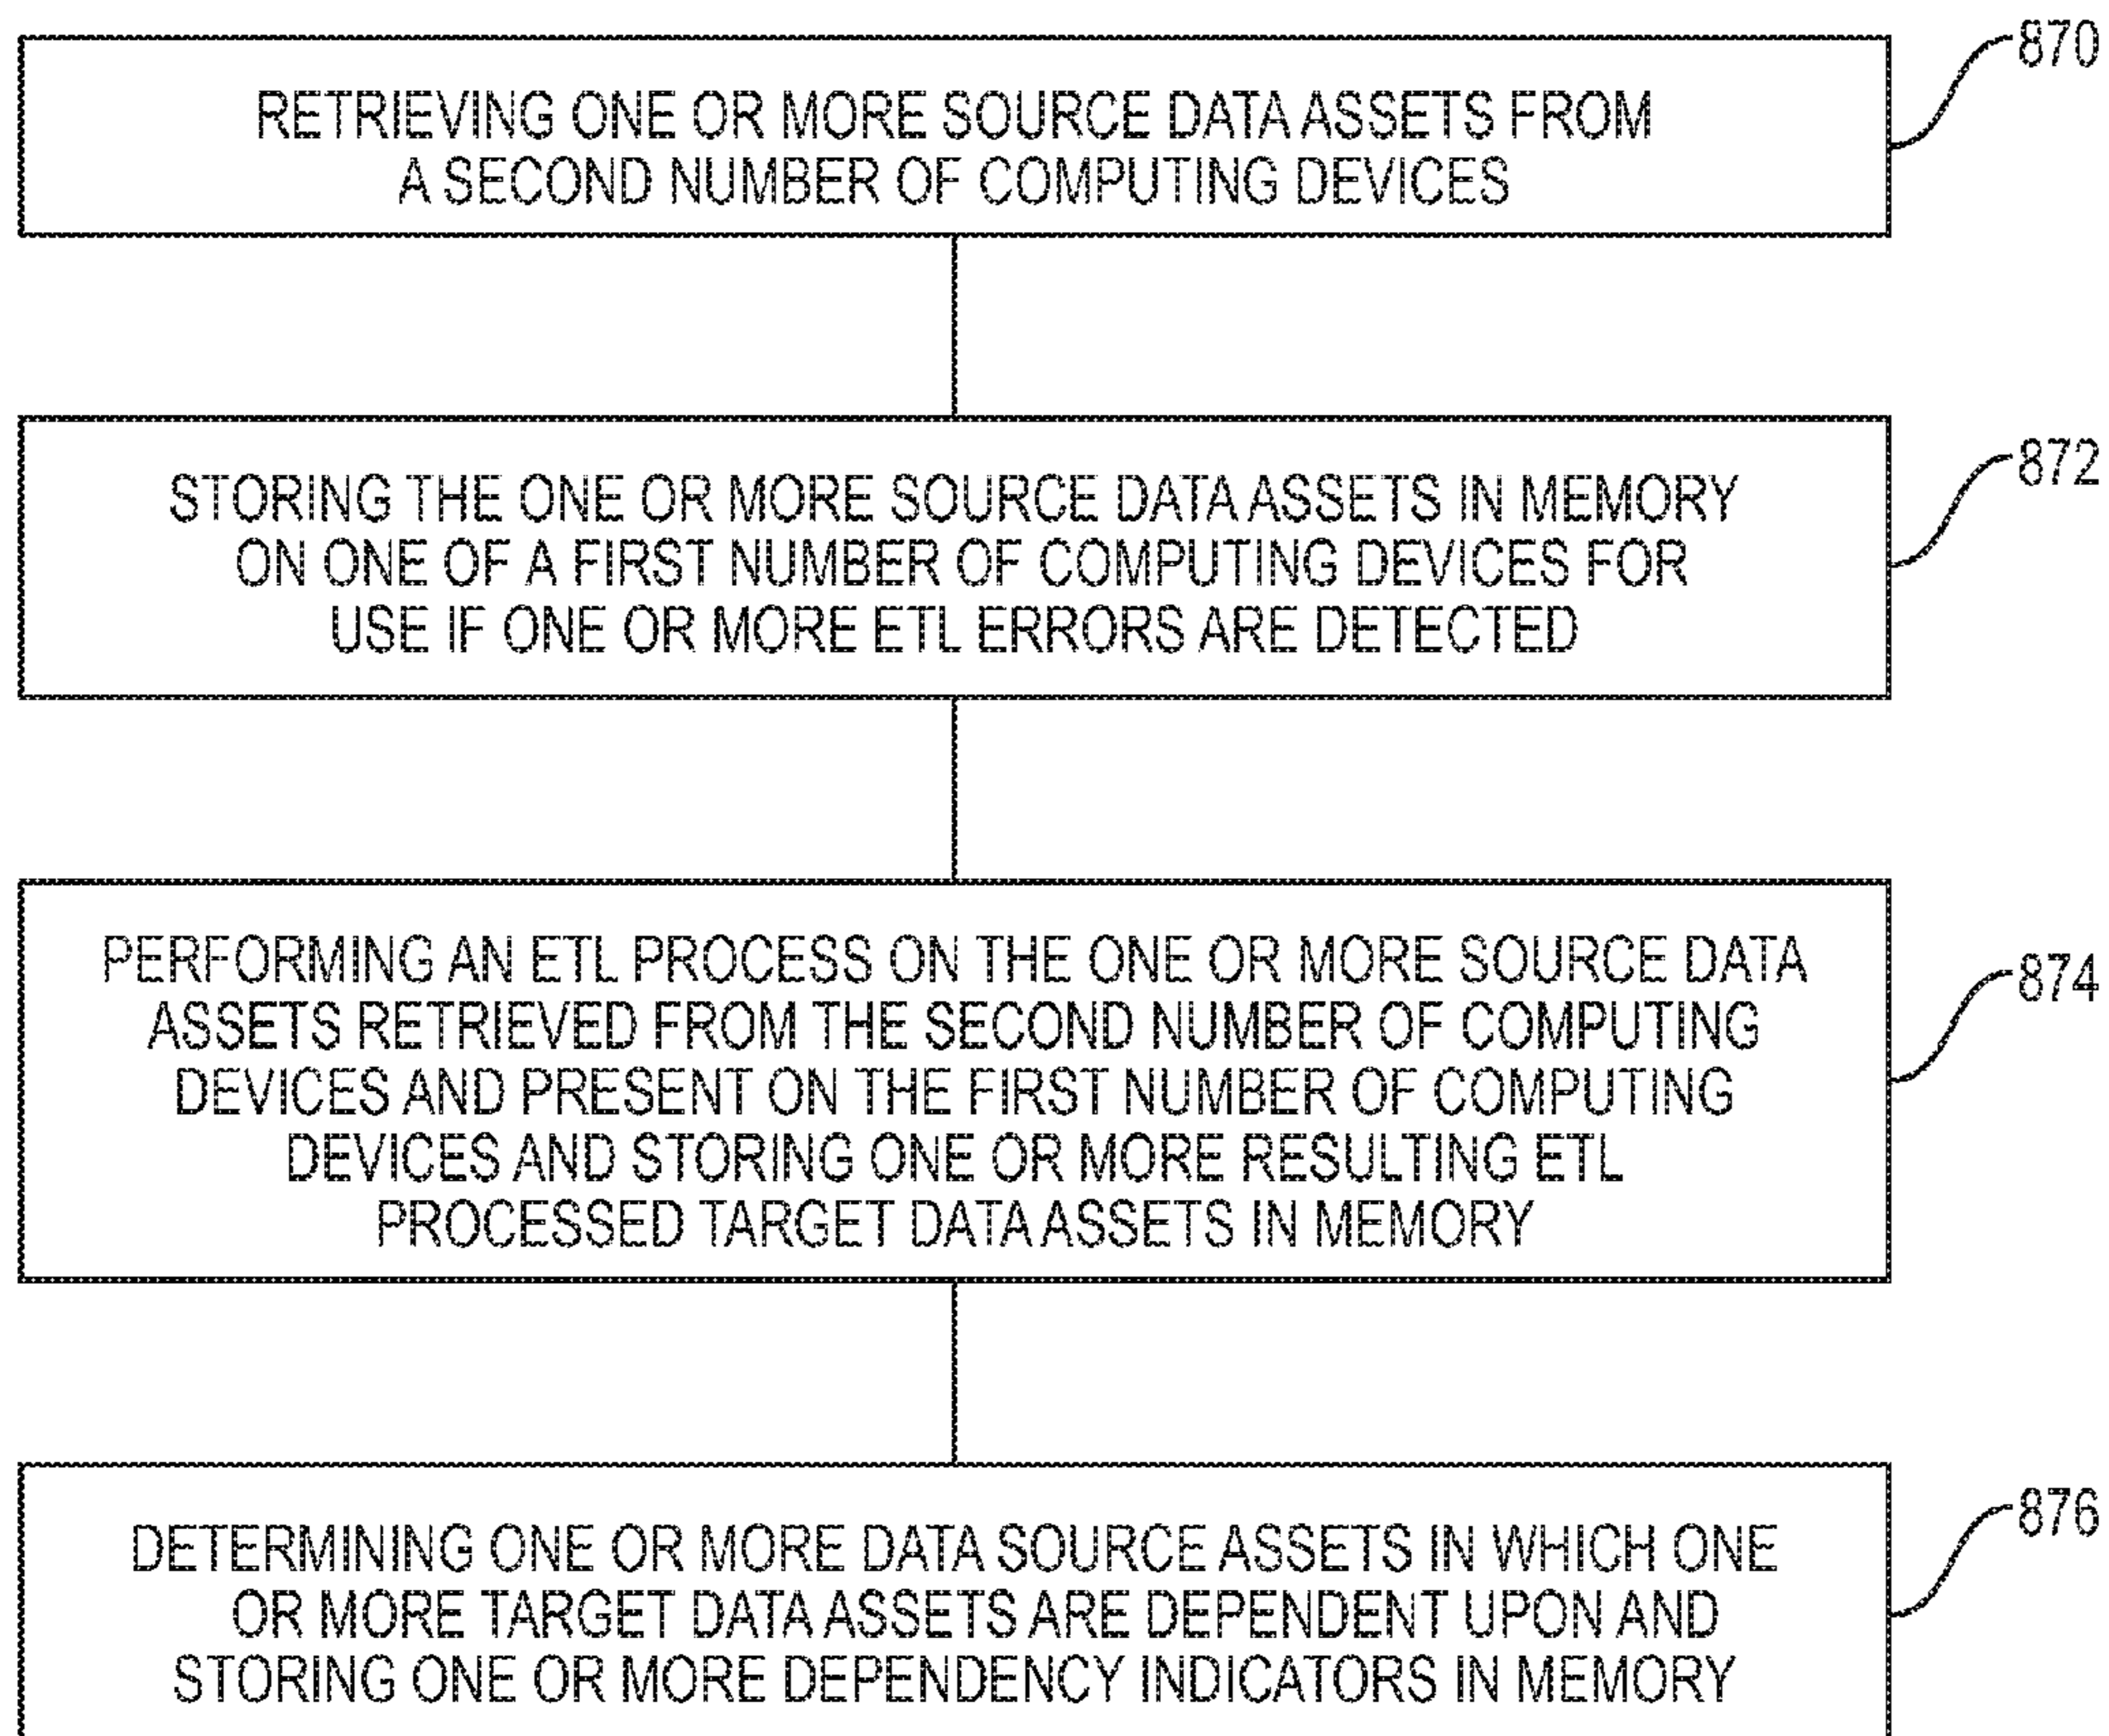 870
RETRIEVING ONE OR MORE SOURCE DATA ASSETS FROM
A SECOND NUMBER OF COMPUTING DEVICES
872
STORING THE ONE OR MORE SOURCE DATA ASSETS IN MEMORY
ON ONE OF A FIRST NUMBER OF COMPUTING DEVICES FOR
USE IF ONE OR MORE ETL ERRORS ARE DETECTED
874
PERFORMING AN ETL PROCESS ON THE ONE OR MORE SOURCE DATA
ASSETS RETRIEVED FROM THE SECOND NUMBER OF COMPUTING
DEVICES AND PRESENT ON THE FIRST NUMBER OF COMPUTING
DEVICES AND STORING ONE OR MORE RESULTING ETL
PROCESSED TARGET DATA ASSETS IN MEMORY
876
DETERMINING ONE OR MORE DATA SOURCE ASSETS IN WHICH ONE
OR MORE TARGET DATA ASSETS ARE DEPENDENT UPON AND
STORING ONE OR MORE DEPENDENCY INDICATORS IN MEMORY